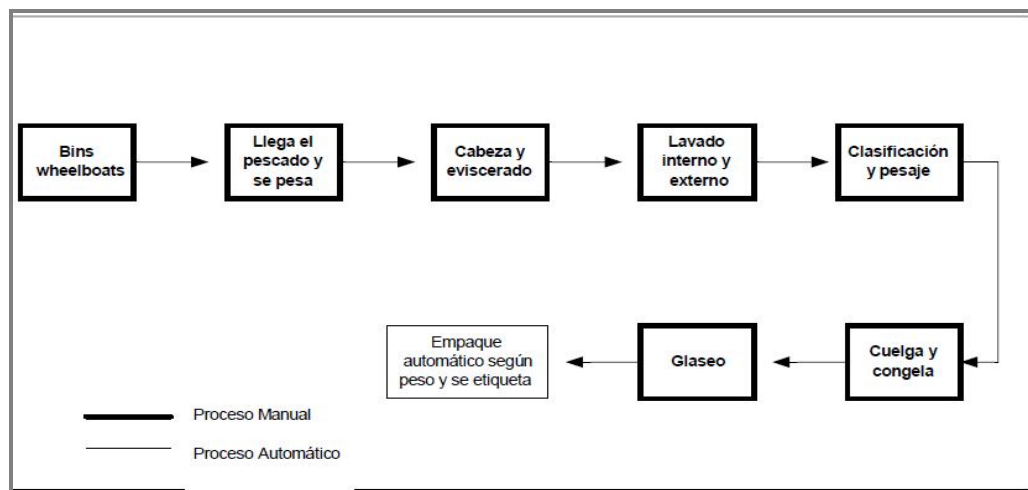 Bins
wheelboats
Llega el
pescado y
se pesa
Cabeza y
eviscerado
Lavado
interno y
externo
Clasificación
y pesaje
Empaque
automático según
peso y se etiqueta
Glaseo
Cuelga y
congela
Proceso Manual
Proceso Automático